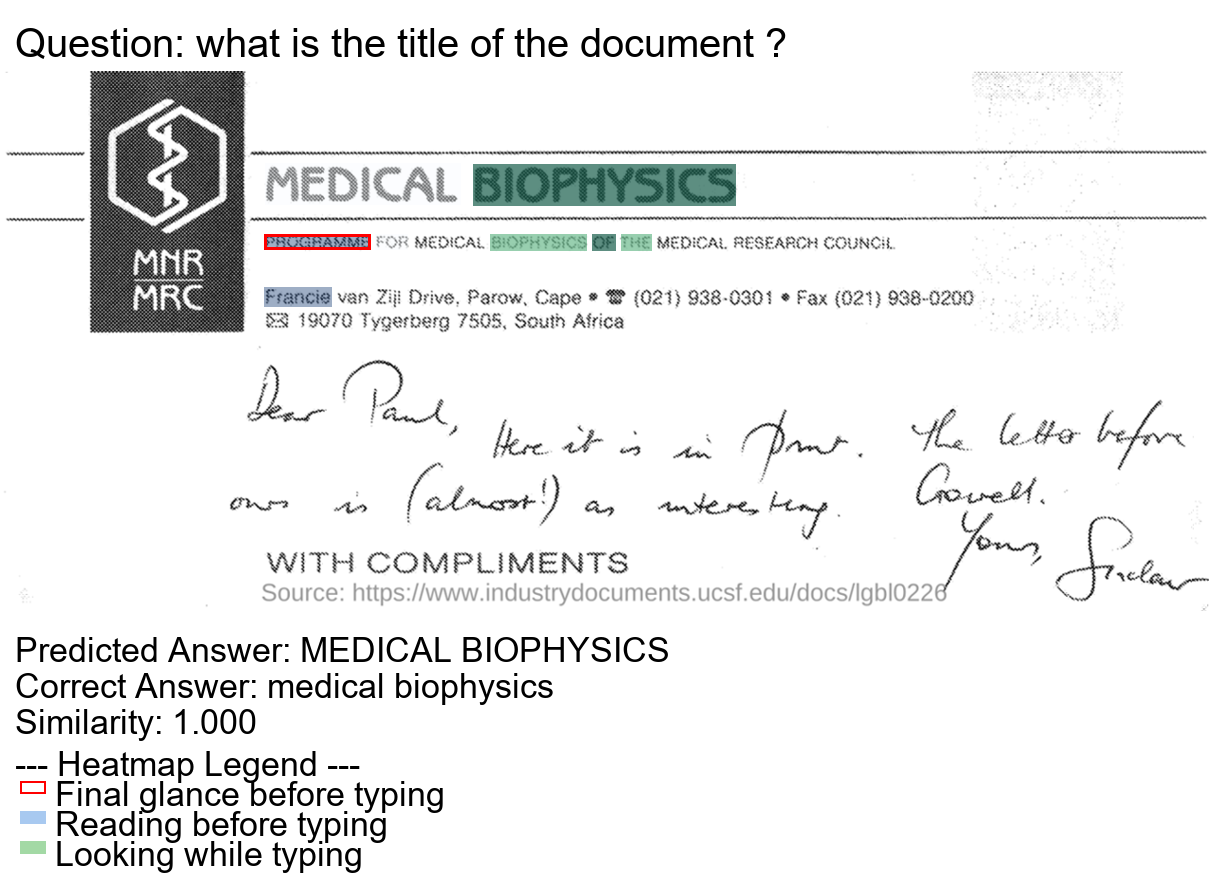 Question: what is the title of the document ?
MEDICAL BIOPHYSICS
PROGRAMME FOR MEDICAL BIOPHYSICS OF THE MEDICAL RESEARCH COUNCIL
MNR
MRC
Francie van Zijl Drive, Parow, Cape • ☎ (021) 938-0301 • Fax (021) 938-0200
✉ 19070 Tygerberg 7505, South Africa
Dear Paul,
Here it is in print. The letter before
ours is (almost!) as interesting.
Yours,
WITH COMPLIMENTS
Source: https://www.industrydocuments.ucsf.edu/docs/lgbl0226
Predicted Answer: MEDICAL BIOPHYSICS
Correct Answer: medical biophysics
Similarity: 1.000
--- Heatmap Legend ---
Final glance before typing
Reading before typing
Looking while typing